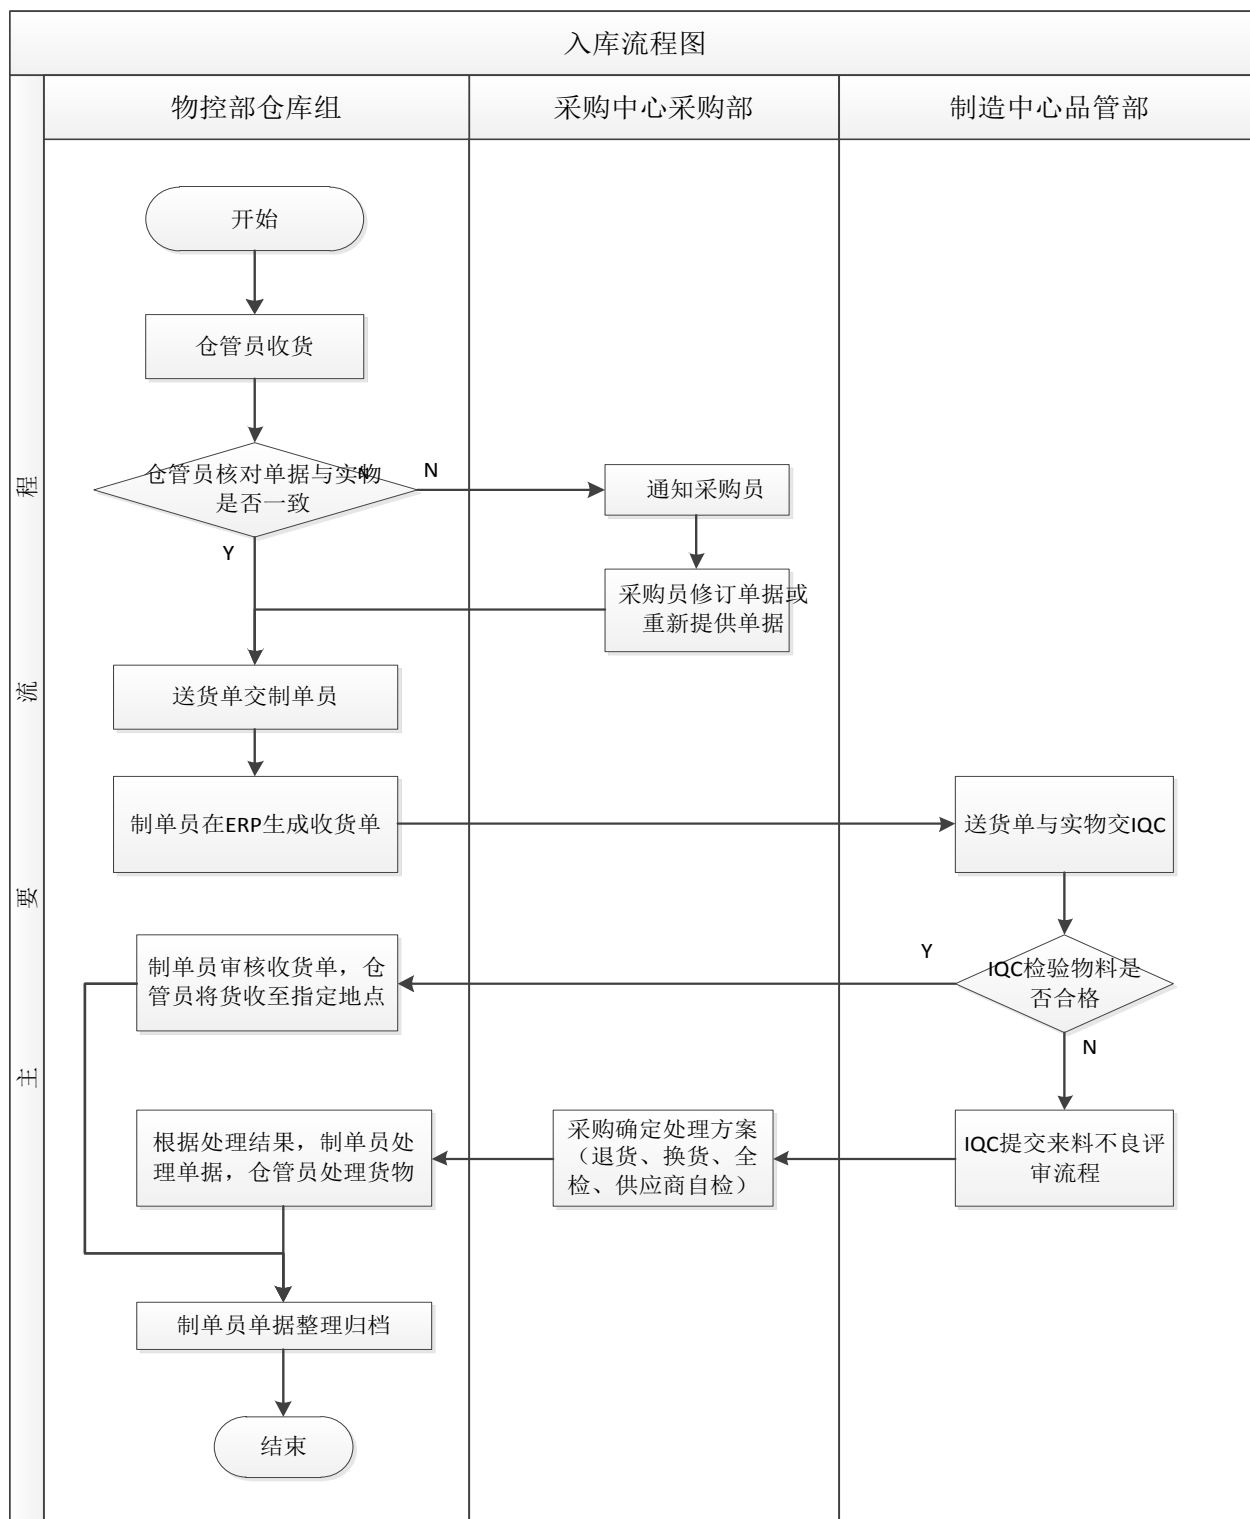 入库流程图
物控部仓库组
采购中心采购部
制造中心品管部
主要流程
开始
仓管员收货
仓管员核对单据与实物
是否一致
N
N
Y
通知采购员
采购员修订单据或
重新提供单据
送货单交制单员
制单员在ERP生成收货单
送货单与实物交IQC
IQC检验物料是
否合格
Y
N
制单员审核收货单，仓
管员将货收至指定地点
IQC提交来料不良评
审流程
采购确定处理方案
（退货、换货、全
检、供应商自检）
根据处理结果，制单员处
理单据，仓管员处理货物
制单员单据整理归档
结束